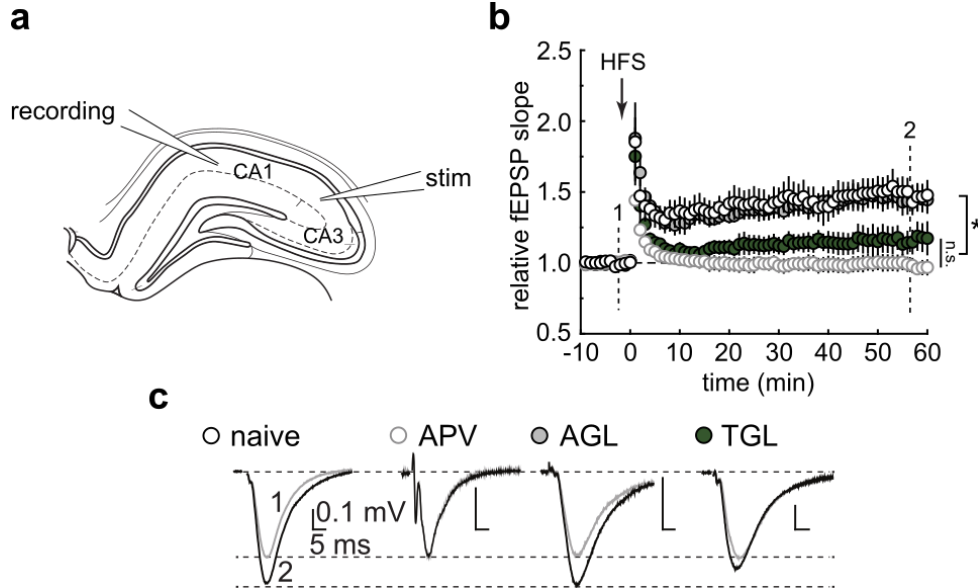 a
recording
CA1
stim
CA3
b
relative fEPSP slope
2.5
2.0
1.5
1.0
0.5
HFS
1
2
*
n.s.
-10 0 10 20 30 40 50 60
time (min)
c
naive APV AGL TGL
1
0.1 mV
5 ms
2